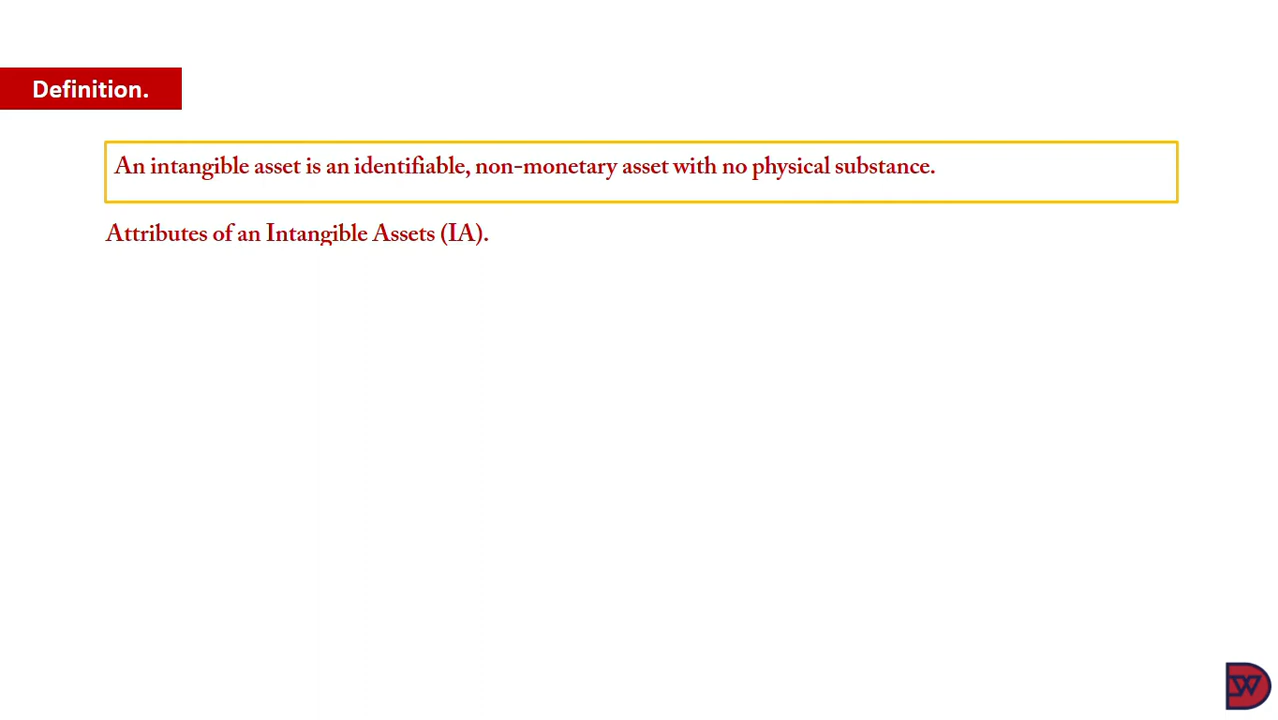 Definition.
An intangible asset is an identifiable, non-monetary asset with no physical substance.
Attributes of an Intangible Assets (IA).
DW